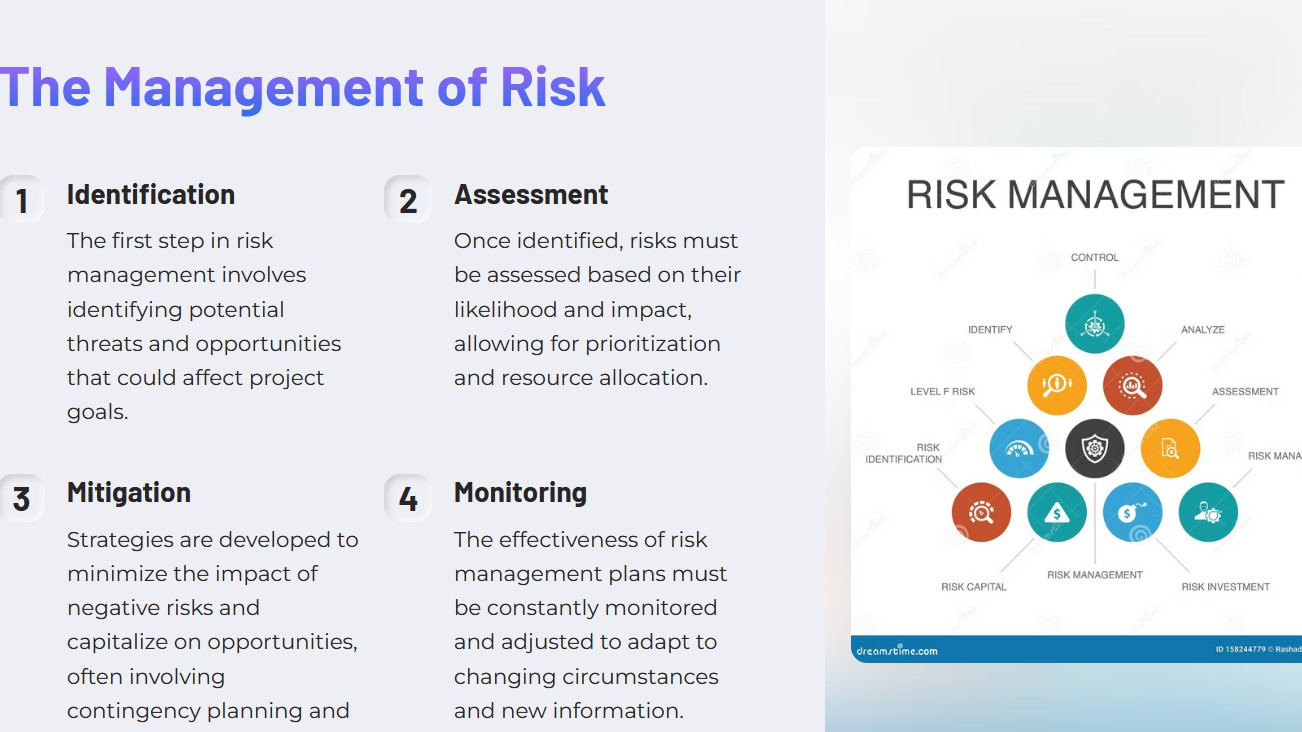 The Management of Risk
1
Identification
The first step in risk
management involves
identifying potential
threats and opportunities
that could affect project
goals.
2
Assessment
Once identified, risks must
be assessed based on their
likelihood and impact,
allowing for prioritization
and resource allocation.
3
Mitigation
Strategies are developed to
minimize the impact of
negative risks and
capitalize on opportunities,
often involving
contingency planning and
4
Monitoring
The effectiveness of risk
management plans must
be constantly monitored
and adjusted to adapt to
changing circumstances
and new information.
RISK MANAGEMENT
CONTROL
IDENTIFY
ANALYZE
LEVEL F RISK
ASSESSMENT
RISK
IDENTIFICATION
RISK MANA
RISK CAPITAL
RISK MANAGEMENT
RISK INVESTMENT
dreamstime.com
ID 158244779 © Rashad